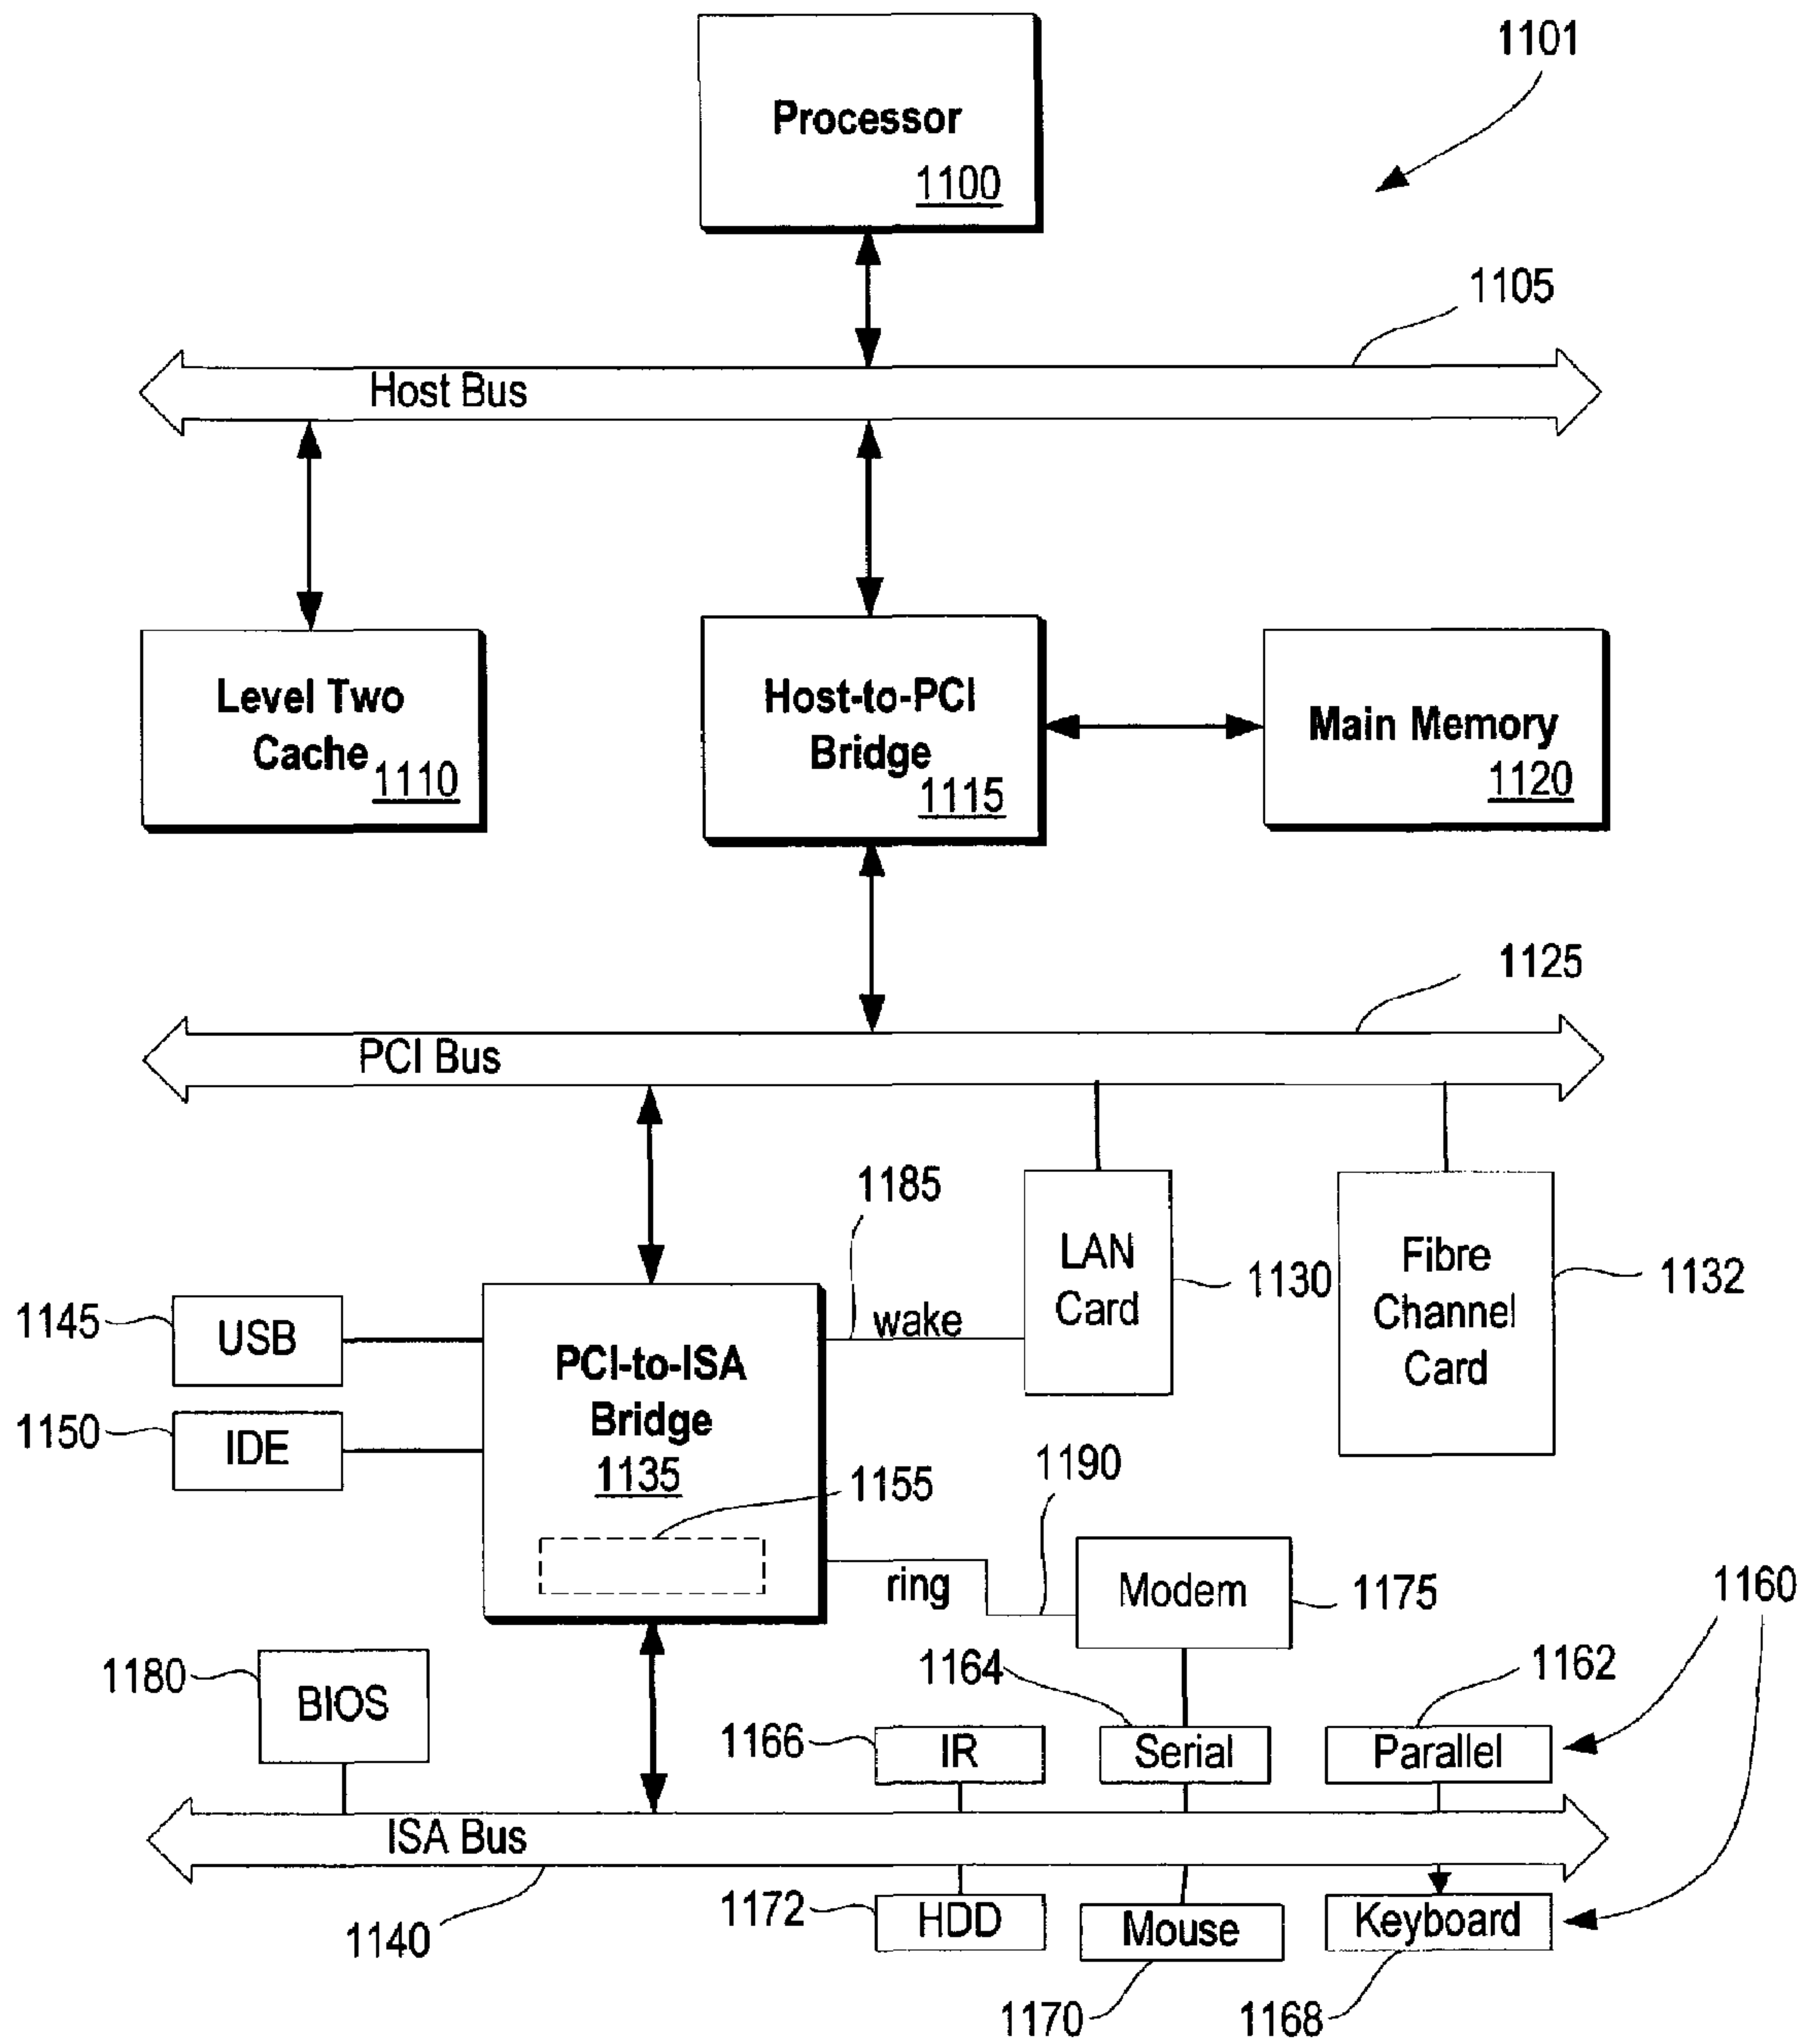 Processor
1100
1101
1105
Host Bus
Level Two
Cache
1110
Host-to-PCI
Bridge
1115
Main Memory
1120
1125
PCI Bus
1185
wake
LAN
Card
1130
Fibre
Channel
Card
1132
1145
USB
1150
IDE
PCI-to-ISA
Bridge
1135
1155
1190
ring
Modem
1175
1160
1180
BIOS
1164
1162
1166
IR
Serial
Parallel
ISA Bus
1140
1172
HDD
Mouse
Keyboard
1170
1168